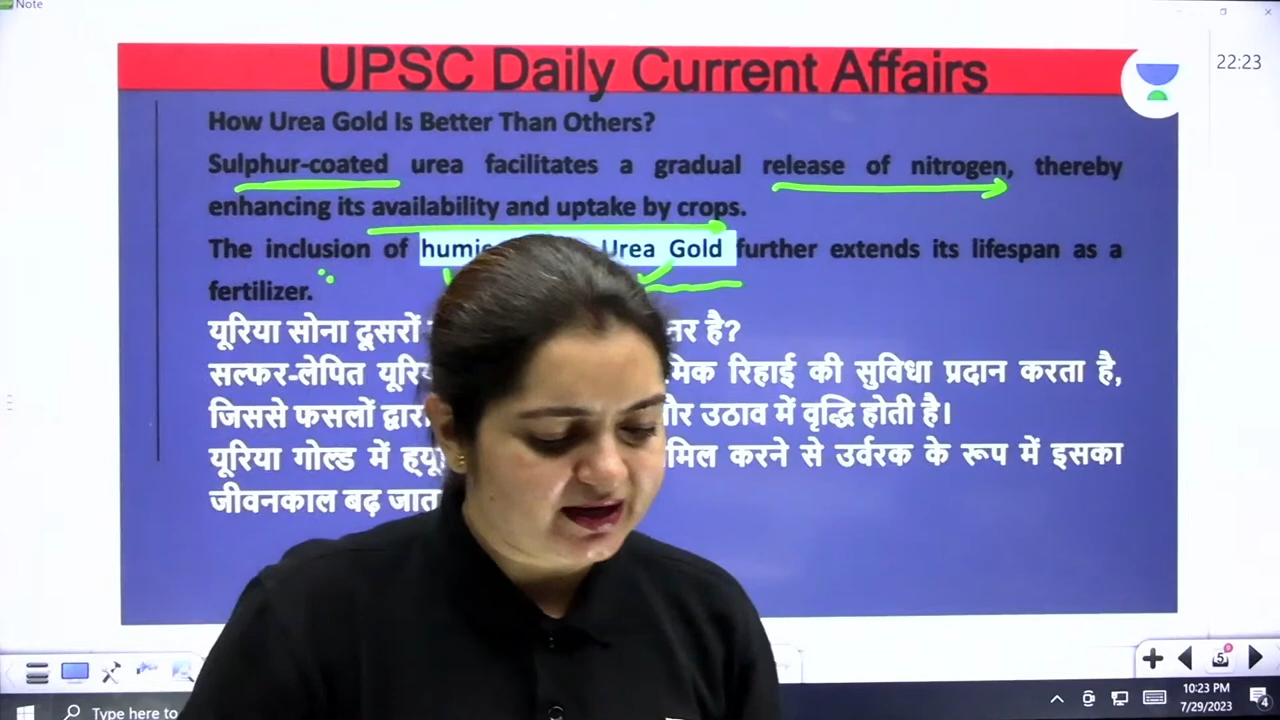 Note
UPSC Daily Current Affairs
22:23
How Urea Gold Is Better Than Others?
Sulphur-coated urea facilitates a gradual release of nitrogen, thereby
enhancing its availability and uptake by crops.
The inclusion of Urea Gold further extends its lifespan as a
fertilizer.
यूरिया सोना दूसरों है?
सल्फर-लेपित रिहाई की सुविधा प्रदान करता है,
जिससे फसलों द्वारा उठाव में वृद्धि होती है।
यूरिया गोल्ड में करने से उर्वरक के रूप में इसका
जीवनकाल बढ़
5
10:23 PM
Type here to
7/29/2023
4